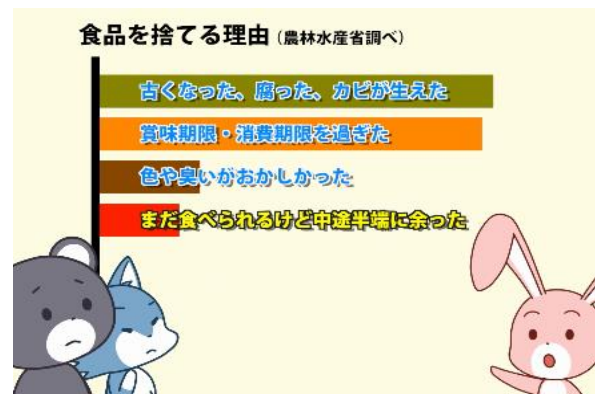 食品を捨てる理由（農林水産省調べ）
古くなった、腐った、カビが生えた
賞味期限・消費期限を過ぎた
色や臭いがおかしかった
まだ食べられるけど中途半端に余った